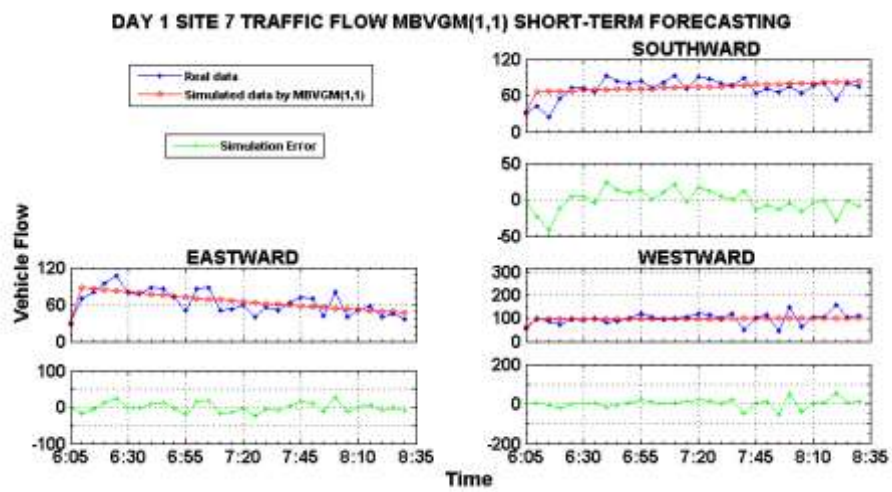 DAY 1 SITE 7 TRAFFIC FLOW MBVGM(1,1) SHORT-TERM FORECASTING
Real data
Simulated data by MBVGM(1,1)
Simulation Error
SOUTHWARD
120
60
0
50
0
-50
Vehicle Flow
EASTWARD
120
60
0
100
0
-100
6:05 6:30 6:55 7:20 7:45 8:10 8:35
WESTWARD
300
200
100
0
200
0
-200
6:05 6:30 6:55 7:20 7:45 8:10 8:35
Time